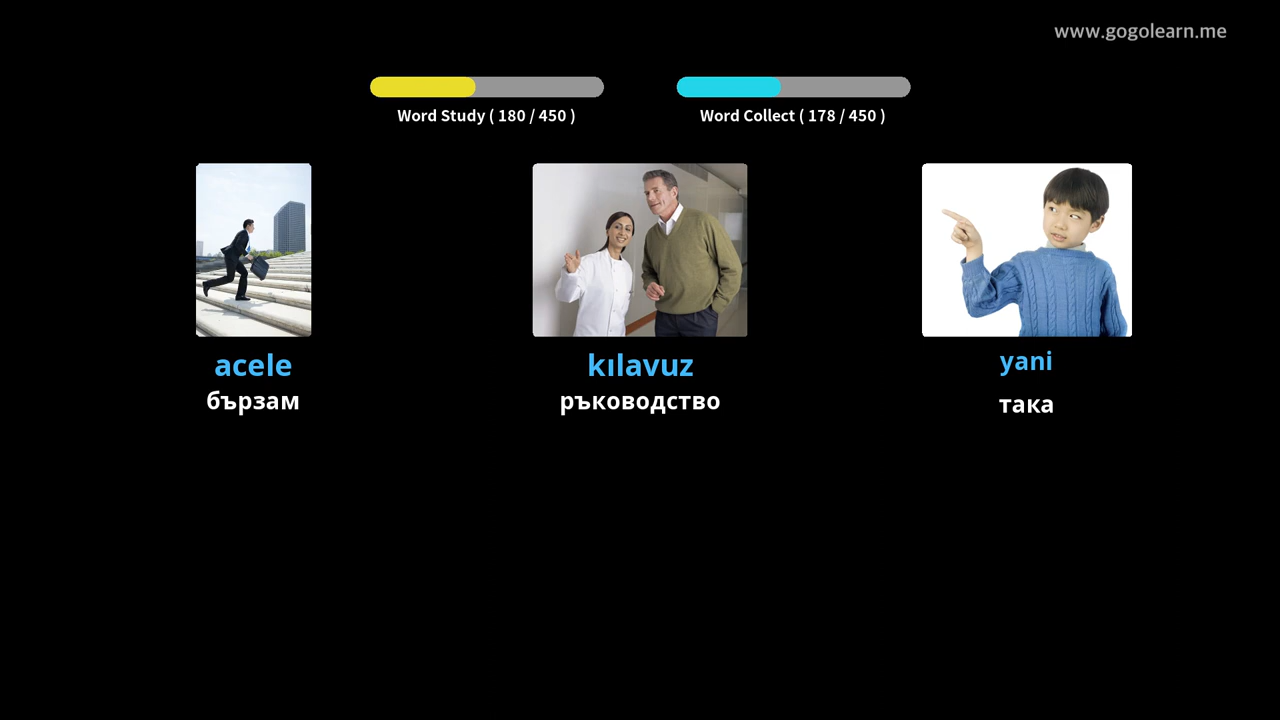 www.gogolearn.me
Word Study ( 180 / 450 )
Word Collect ( 178 / 450 )
acele
бързам
kılavuz
ръководство
yani
така